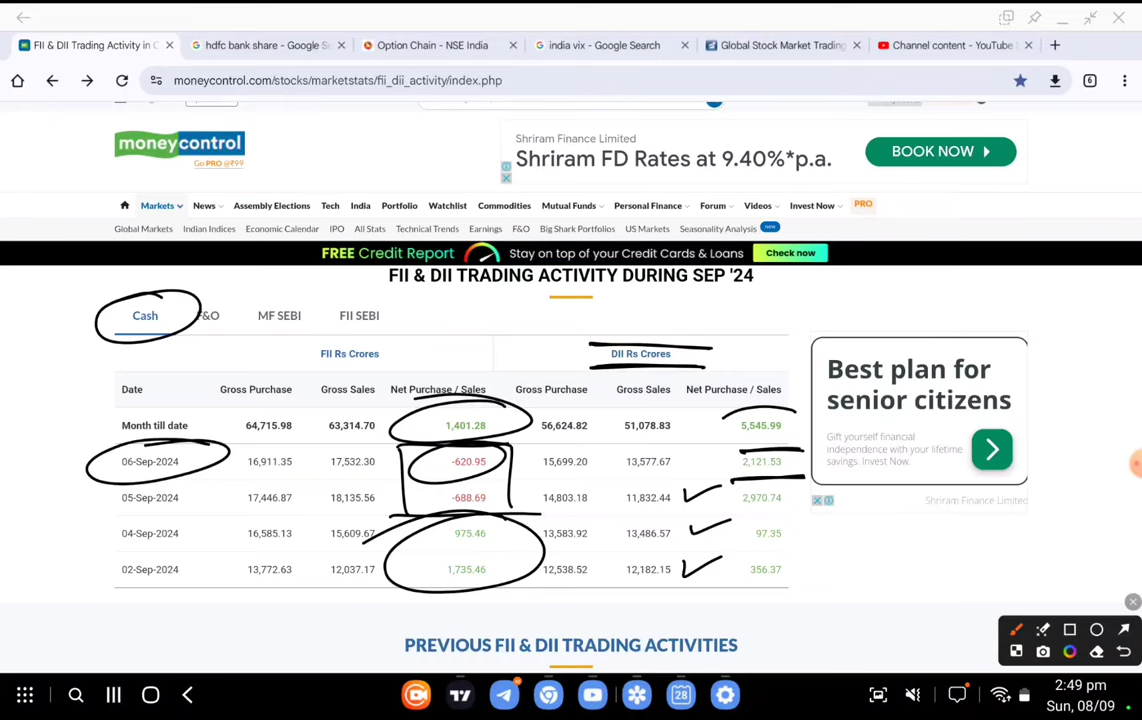 FII & DII Trading Activity in C
hdfc bank share - Google Se
Option Chain - NSE India
india vix - Google Search
Global Stock Market Trading
Channel content - YouTube
moneycontrol.com/stocks/marketstats/fii_dii_activity/index.php
6
moneycontrol
Go PRO @₹99
Shriram Finance Limited
Shriram FD Rates at 9.40%*p.a.
BOOK NOW
Markets News Assembly Elections Tech India Portfolio Watchlist Commodities Mutual Funds Personal Finance Forum Videos Invest Now PRO
Global Markets Indian Indices Economic Calendar IPO All Stats Technical Trends Earnings F&O Big Shark Portfolios US Markets Seasonality Analysis new
FREE Credit Report Stay on top of your Credit Cards & Loans Check now
FII & DII TRADING ACTIVITY DURING SEP '24
Cash F&O MF SEBI FII SEBI
FII Rs Crores DII Rs Crores
Date Gross Purchase Gross Sales Net Purchase / Sales Gross Purchase Gross Sales Net Purchase / Sales
Month till date 64,715.98 63,314.70 1,401.28 56,624.82 51,078.83 5,545.99
06-Sep-2024 16,911.35 17,532.30 -620.95 15,699.20 13,577.67 2,121.53
05-Sep-2024 17,446.87 18,135.56 -688.69 14,803.18 11,832.44 2,970.74
04-Sep-2024 16,585.13 15,609.67 975.46 13,583.92 13,486.57 97.35
02-Sep-2024 13,772.63 12,037.17 1,735.46 12,538.52 12,182.15 356.37
Best plan for
senior citizens
Gift yourself financial
independence with your lifetime
savings. Invest Now.
Shriram Finance Limited
PREVIOUS FII & DII TRADING ACTIVITIES
28
2:49 pm
Sun, 08/09